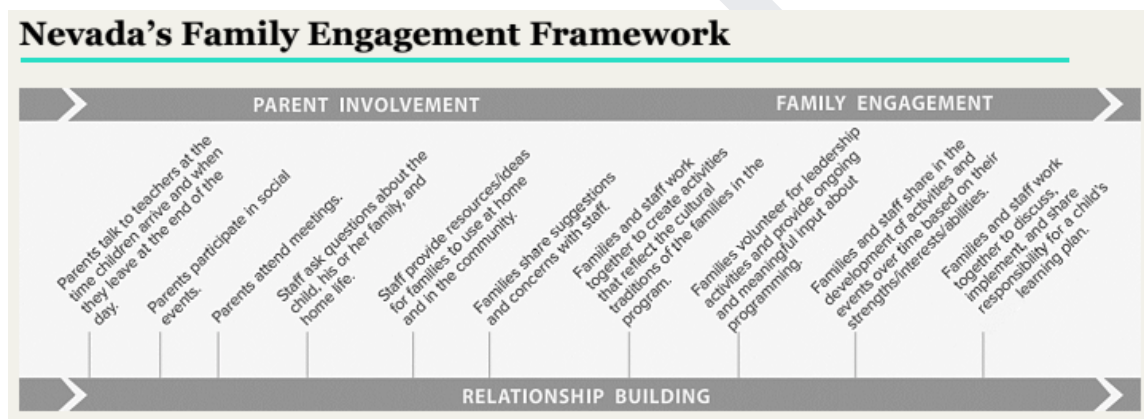 Nevada's Family Engagement Framework
PARENT INVOLVEMENT
FAMILY ENGAGEMENT
Parents talk to teachers at the
time children arrive and when
they leave at the end of the
day.
Parents participate in social
events.
Parents attend meetings.
Staff ask questions about the
child, his or her family, and
home life.
Staff provide resources/ideas
for families to use at home
and in the community.
Families share suggestions
and concerns with staff.
Families and staff work
together to create activities
that reflect the cultural
traditions of the families in the
program.
Families volunteer for leadership
activities and provide ongoing
and meaningful input about
programming.
Families and staff share in the
development of activities and
events over time based on their
strengths/interests/abilities.
Families and staff work
together to discuss,
implement, and share
responsibility for a child's
learning plan.
RELATIONSHIP BUILDING